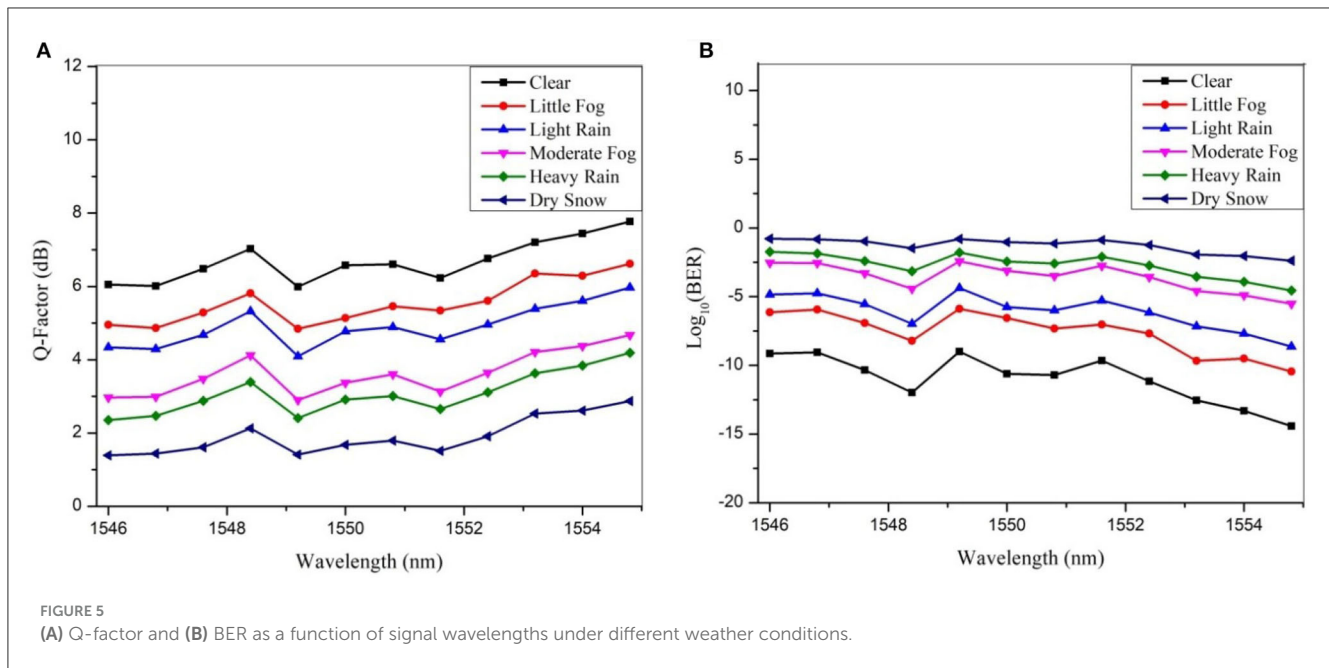 A
12
10
8
6
4
2
0
Q-Factor (dB)
Clear
Little Fog
Light Rain
Moderate Fog
Heavy Rain
Dry Snow
1546
1548
1550
1552
1554
Wavelength (nm)
B
10
5
0
-5
-10
-15
-20
Log10(BER)
Clear
Little Fog
Light Rain
Moderate Fog
Heavy Rain
Dry Snow
1546
1548
1550
1552
1554
Wavelength (nm)
FIGURE 5
(A) Q-factor and (B) BER as a function of signal wavelengths under different weather conditions.